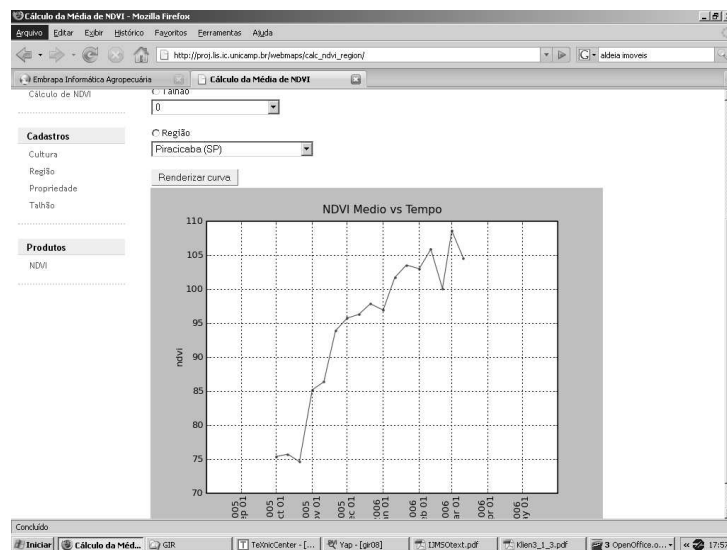 Cálculo da Média de NDVI - Mozilla Firefox
Arquivo Editar Exibir Histórico Favoritos Ferramentas Ajuda
http://proj.lis.ic.unicamp.br/webmaps/calc_ndvi_region/
G aldeia imoveis
Embrapa Informática Agropecuária
Cálculo da Média de NDVI
Cálculo de NDVI
Talhão
0
Cadastros
Cultura
Região
Propriedade
Talhão
Região
Piracicaba (SP)
Renderizar curva
Produtos
NDVI
NDVI Medio vs Tempo
110
105
100
95
90
85
80
75
70
ndvi
Concluído
Iniciar
Cálculo da Méd...
GIR
TeXnicCenter - [...
Yap - [gir08]
IJMSOtext.pdf
Klen3_1_3.pdf
3 OpenOffice.o...
17:57